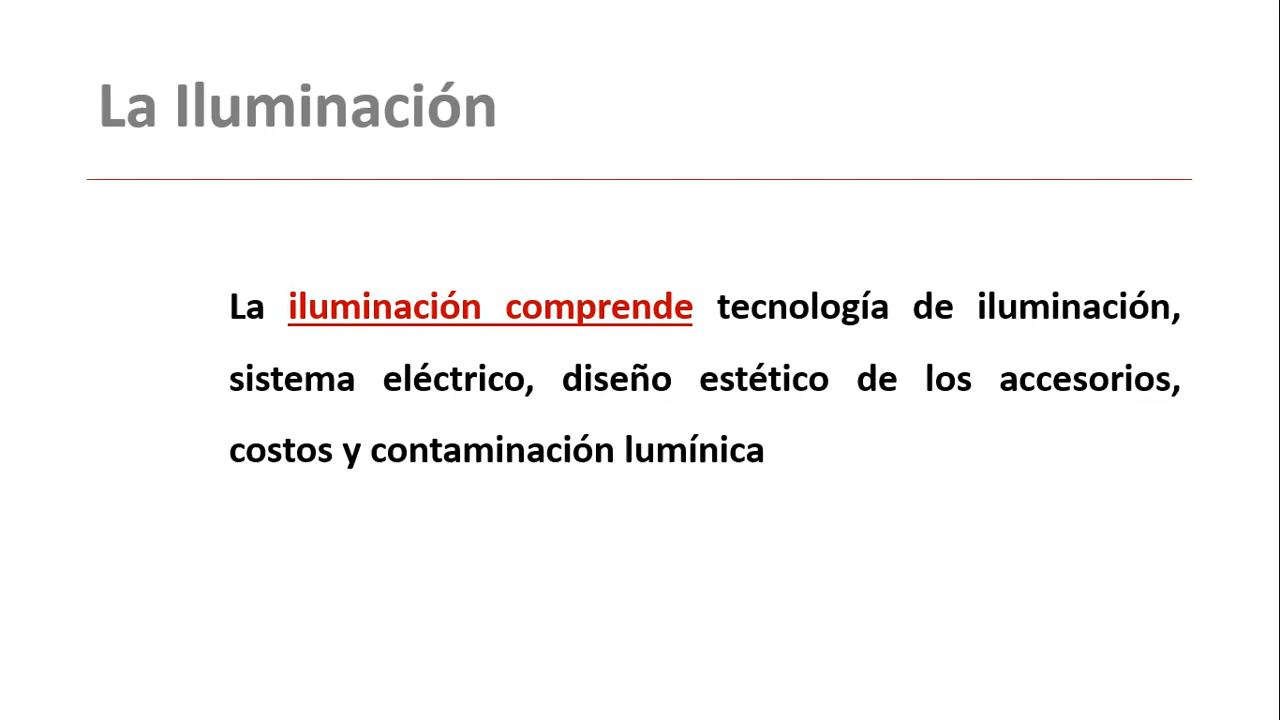 La Iluminación
La iluminación comprende tecnología de iluminación,
sistema eléctrico, diseño estético de los accesorios,
costos y contaminación lumínica